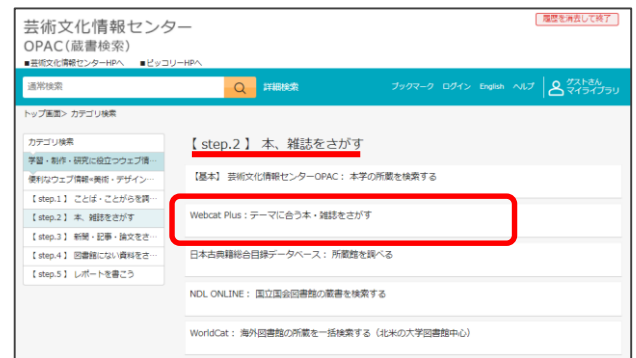 芸術文化情報センター
OPAC(蔵書検索)
■芸術文化情報センターHPへ ■ピッコリーHPへ
履歴を消去して終了
通常検索
詳細検索
ブックマーク ログイン English ヘルプ
ゲストさん
マイライブラリ
トップ画面> カテゴリ検索
カテゴリ検索
学習・制作・研究に役立つウェブ情…
便利なウェブ情報=美術・デザイン…
【 step.1 】 ことば・ことがらを調…
【 step.2 】 本、雑誌をさがす
【 step.3 】 新聞・記事・論文をさ…
【 step.4 】 図書館にない資料をさ…
【 step.5 】 レポートを書こう
【 step.2 】 本、雑誌をさがす
【基本】 芸術文化情報センターOPAC： 本学の所蔵を検索する
Webcat Plus：テーマに合う本・雑誌をさがす
日本古典籍総合目録データベース： 所蔵館を調べる
NDL ONLINE： 国立国会図書館の蔵書を検索する
WorldCat： 海外図書館の所蔵を一括検索する（北米の大学図書館中心）